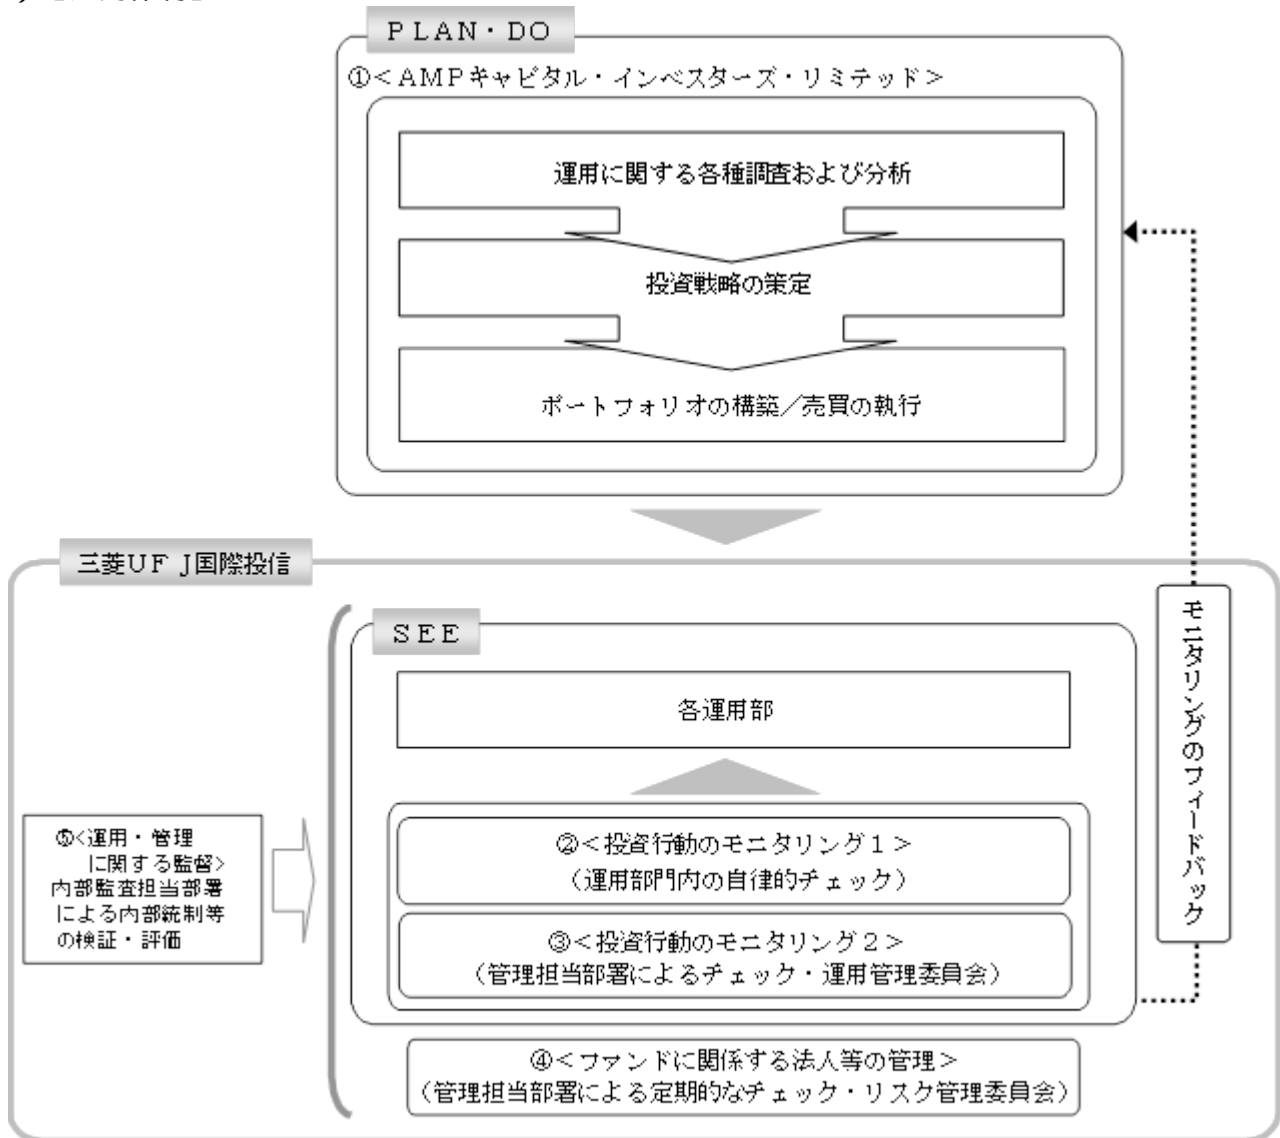 ＰＬＡＮ・ＤＯ
①＜ＡＭＰキャピタル・インベスターズ・リミテッド＞
運用に関する各種調査および分析
投資戦略の策定
ポートフォリオの構築／売買の執行
三菱ＵＦＪ国際投信
ＳＥＥ
各運用部
②＜投資行動のモニタリング１＞
（運用部門内の自律的チェック）
③＜投資行動のモニタリング２＞
（管理担当部署によるチェック・運用管理委員会）
④＜ファンドに関係する法人等の管理＞
（管理担当部署による定期的なチェック・リスク管理委員会）
⑤<運用・管理
に関する監督>
内部監査担当部署
による内部統制等
の検証・評価
モニタリングのフィードバック